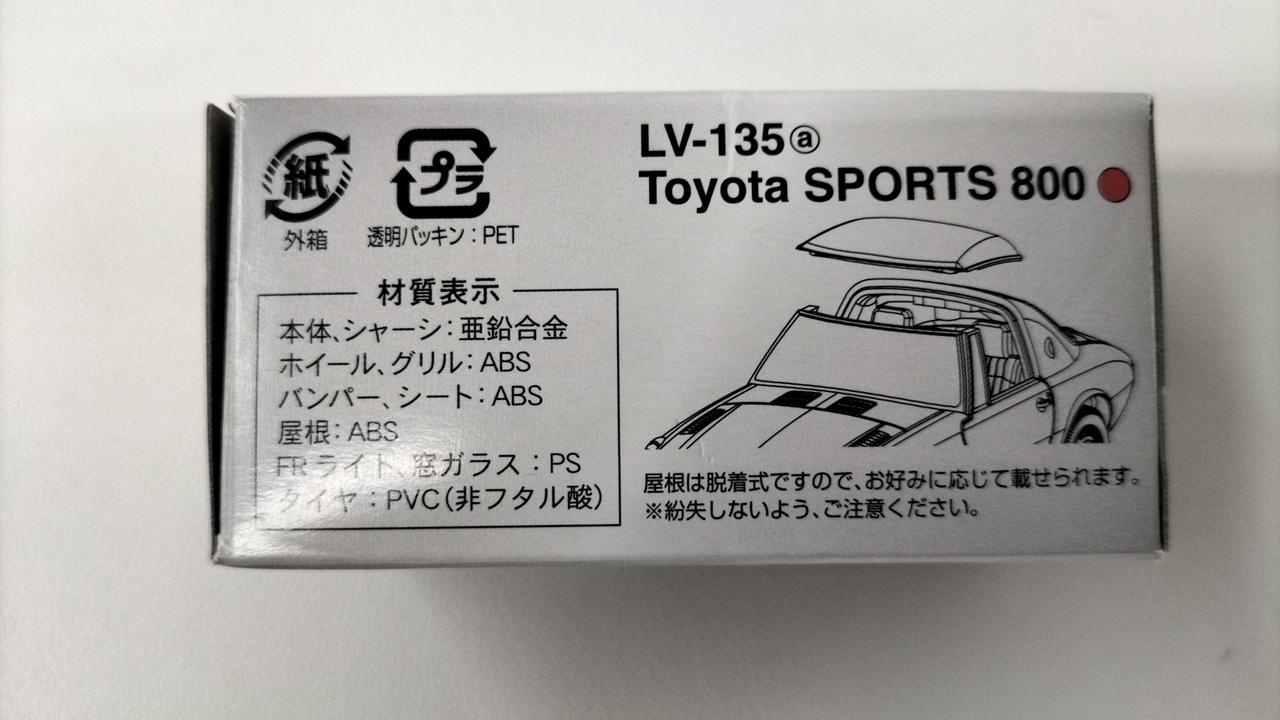 紙 プラ
外箱 透明パッキン：PET
材質表示
本体、シャーシ：亜鉛合金
ホイール、グリル：ABS
バンパー、シート：ABS
屋根：ABS
FRライト、窓ガラス：PS
タイヤ：PVC（非フタル酸）
LV-135ⓐ
Toyota SPORTS 800
屋根は脱着式ですので、お好みに応じて載せられます。
※紛失しないよう、ご注意ください。